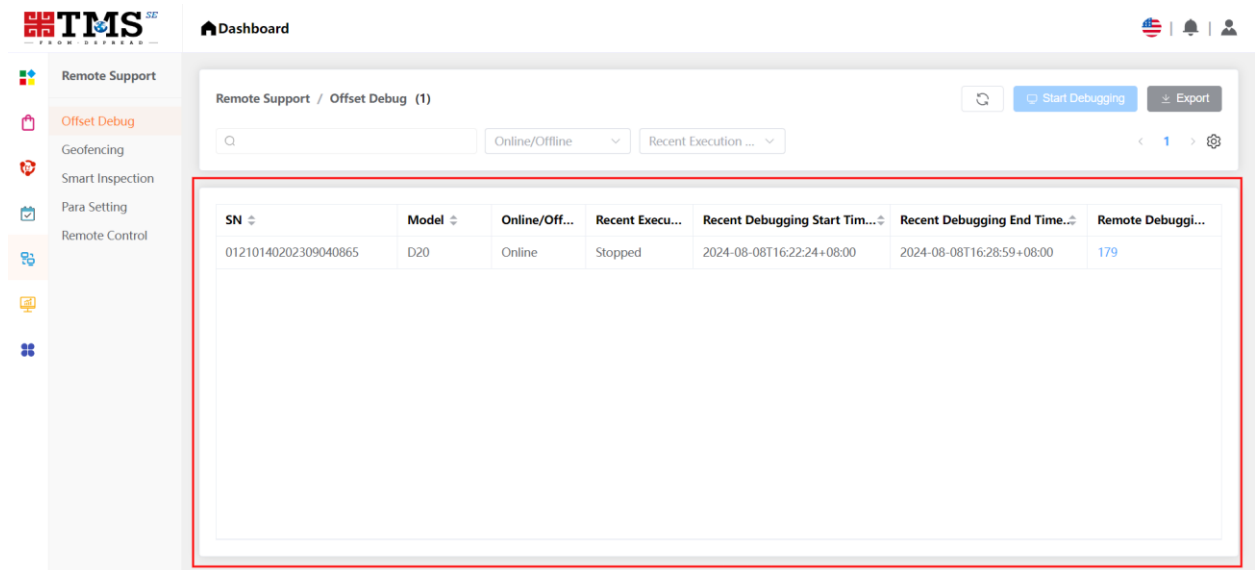 TMS SE
FROM·DSPREAD
Dashboard
Remote Support
Offset Debug
Geofencing
Smart Inspection
Para Setting
Remote Control
Remote Support / Offset Debug (1)
Start Debugging
Export
Online/Offline
Recent Execution ...
1
SN Model Online/Off... Recent Execu... Recent Debugging Start Tim... Recent Debugging End Time... Remote Debuggi...
01210140202309040865 D20 Online Stopped 2024-08-08T16:22:24+08:00 2024-08-08T16:28:59+08:00 179